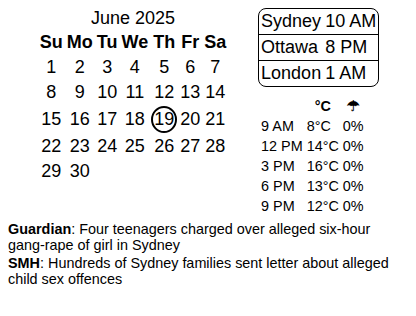 June 2025
Su Mo Tu We Th Fr Sa
1 2 3 4 5 6 7
8 9 10 11 12 13 14
15 16 17 18 19 20 21
22 23 24 25 26 27 28
29 30
Sydney 10 AM
Ottawa 8 PM
London 1 AM
°C ☂
9 AM 8°C 0%
12 PM 14°C 0%
3 PM 16°C 0%
6 PM 13°C 0%
9 PM 12°C 0%
Guardian: Four teenagers charged over alleged six-hour
gang-rape of girl in Sydney
SMH: Hundreds of Sydney families sent letter about alleged
child sex offences